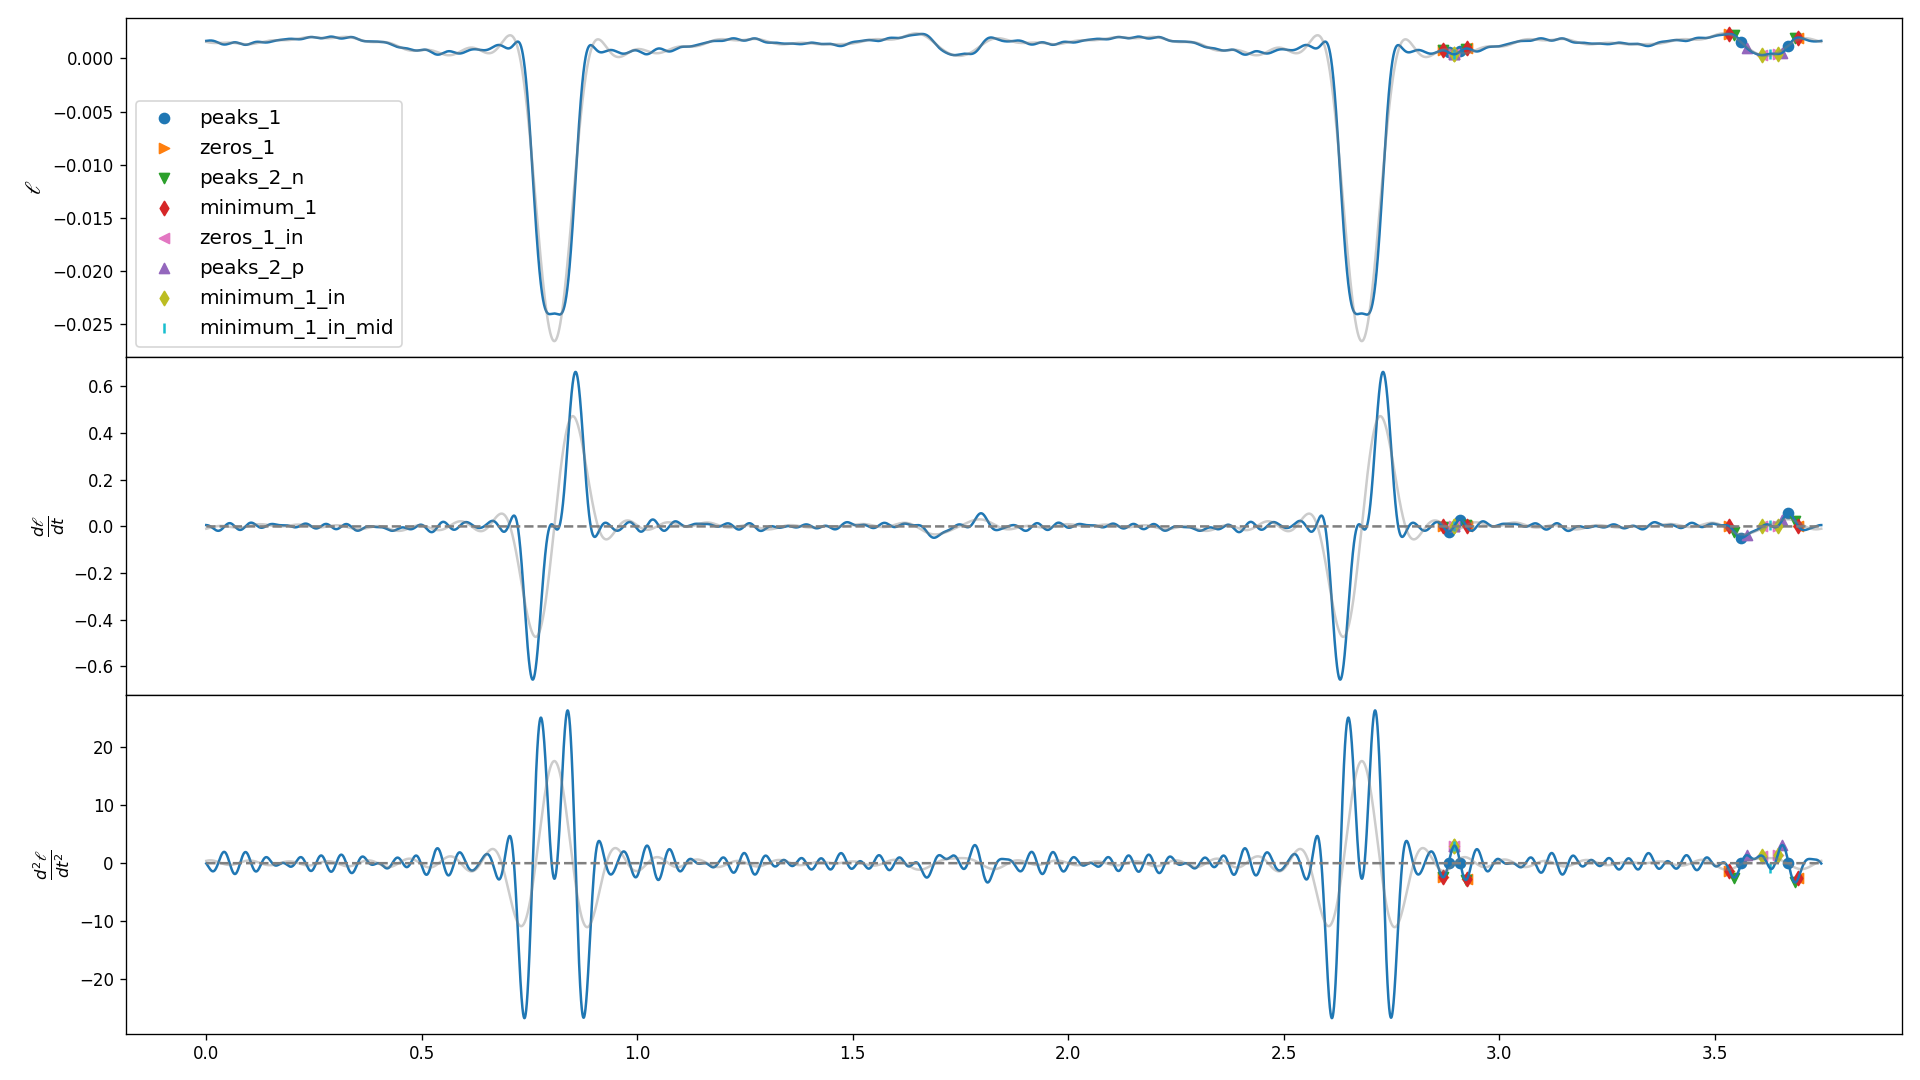 0.000
−0.005
−0.010
−0.015
−0.020
−0.025
ℓ
peaks_1
zeros_1
peaks_2_n
minimum_1
zeros_1_in
peaks_2_p
minimum_1_in
minimum_1_in_mid
0.6
0.4
0.2
0.0
−0.2
−0.4
−0.6
dℓ
dt
20
10
0
−10
−20
d²ℓ
dt²
0.0 0.5 1.0 1.5 2.0 2.5 3.0 3.5